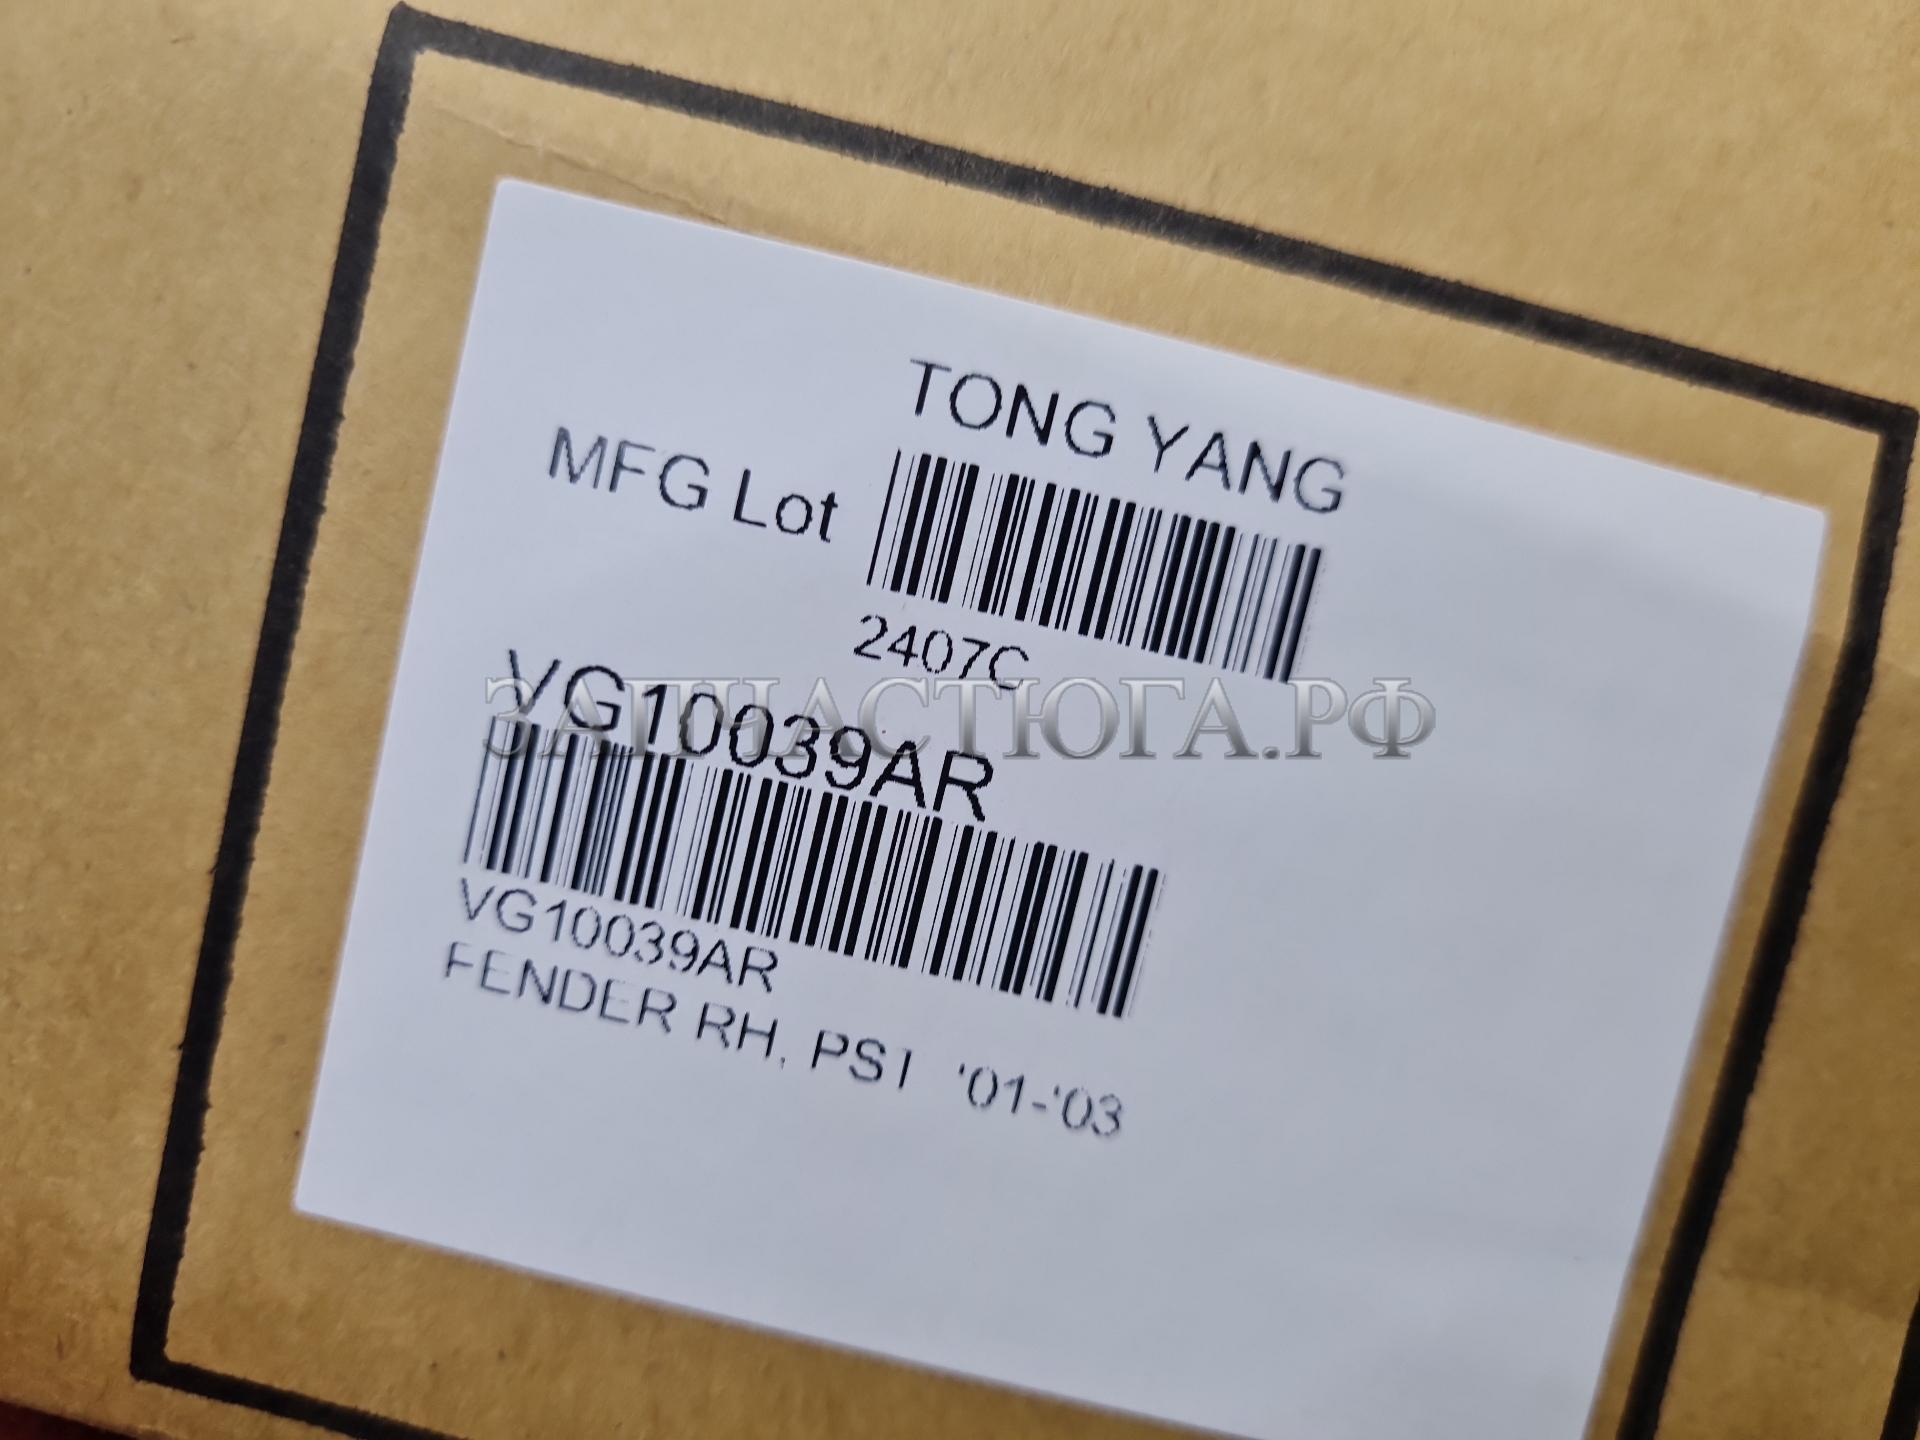 TONG YANG
MFG Lot
2407C
VG10039AR
ЗАПЧАСТЮГА.РФ
VG10039AR
FENDER RH, PST '01-'03